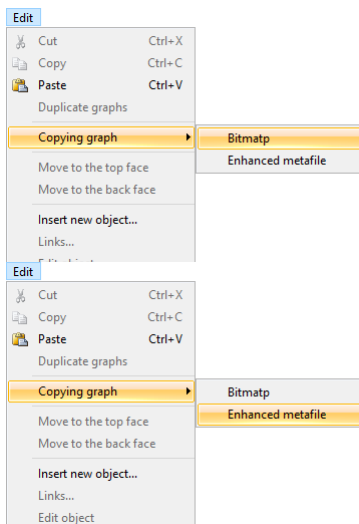 Edit
Cut Ctrl+X
Copy Ctrl+C
Paste Ctrl+V
Duplicate graphs
Copying graph Bitmatp
Enhanced metafile
Move to the top face
Move to the back face
Insert new object...
Links...
Edit
Cut Ctrl+X
Copy Ctrl+C
Paste Ctrl+V
Duplicate graphs
Copying graph Bitmatp
Enhanced metafile
Move to the top face
Move to the back face
Insert new object...
Links...
Edit object